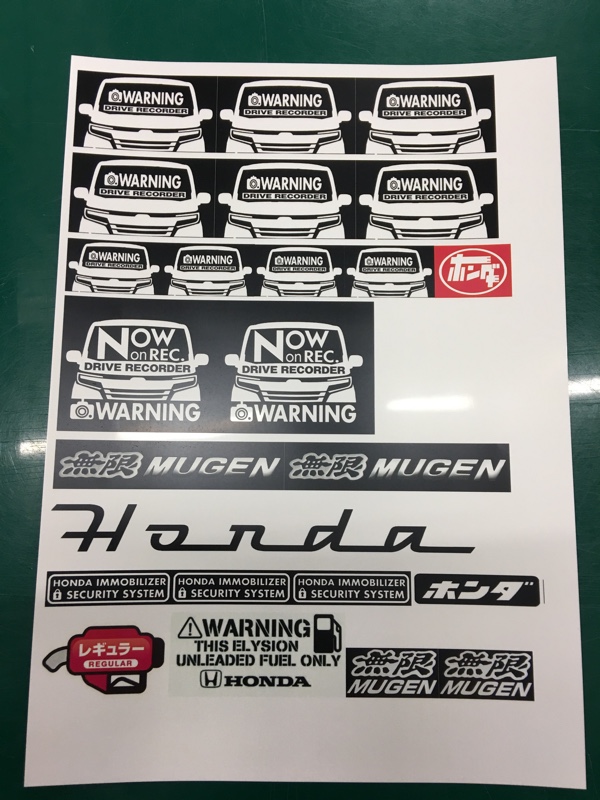 WARNING
DRIVE RECORDER
WARNING
DRIVE RECORDER
WARNING
DRIVE RECORDER
WARNING
DRIVE RECORDER
WARNING
DRIVE RECORDER
WARNING
DRIVE RECORDER
WARNING
DRIVE RECORDER
WARNING
DRIVE RECORDER
WARNING
DRIVE RECORDER
WARNING
DRIVE RECORDER
ホンダ
NOW
on REC.
DRIVE RECORDER
WARNING
NOW
on REC.
DRIVE RECORDER
WARNING
無限 MUGEN
無限 MUGEN
Honda
HONDA IMMOBILIZER
SECURITY SYSTEM
HONDA IMMOBILIZER
SECURITY SYSTEM
HONDA IMMOBILIZER
SECURITY SYSTEM
ホンダ
レギュラー
REGULAR
WARNING
THIS ELYSION
UNLEADED FUEL ONLY
HONDA
無限
MUGEN
無限
MUGEN